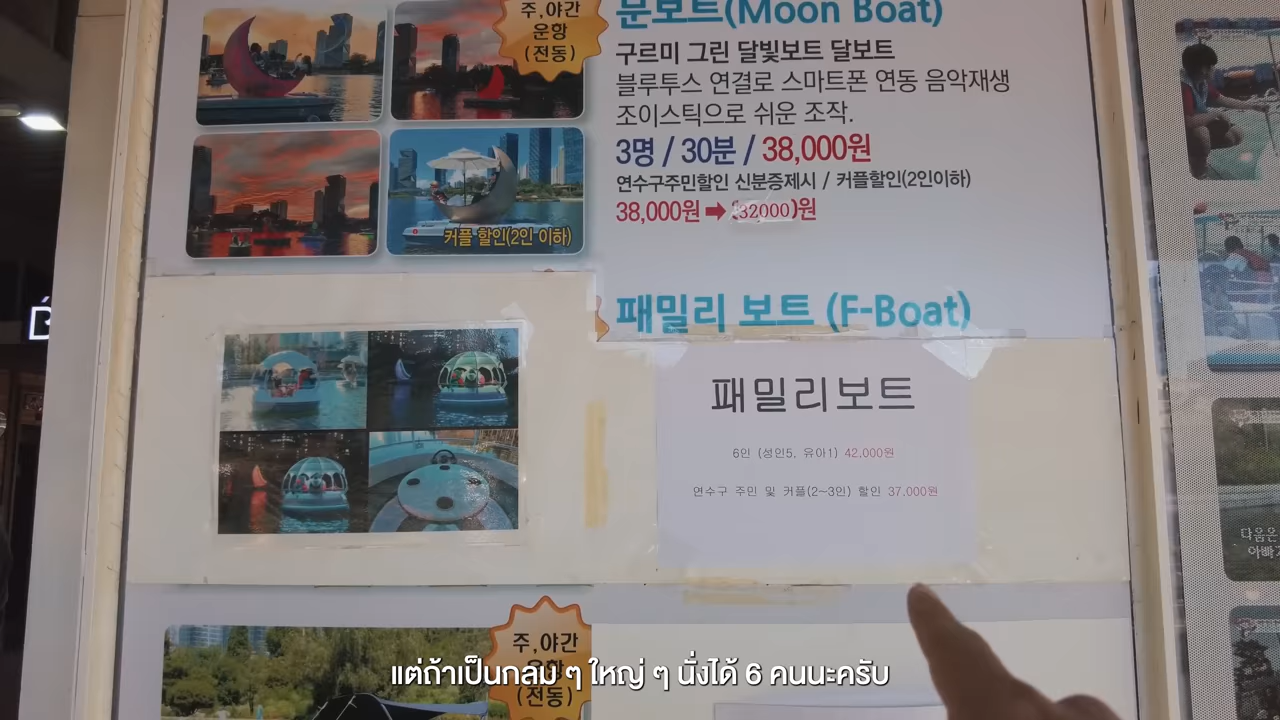 주,야간
운항
(전동)
문보트(Moon Boat)
구르미 그린 달빛보트 달보트
블루투스 연결로 스마트폰 연동 음악재생
조이스틱으로 쉬운 조작.
3명 / 30분 / 38,000원
연수구주민할인 신분증제시 / 커플할인(2인이하)
38,000원 ➡ (32000)원
커플 할인(2인 이하)
패밀리 보트 (F-Boat)
패밀리보트
6인 (성인5, 유아1) 42,000원
연수구 주민 및 커플(2~3인) 할인 37,000원
다음은
주,야간
(전동)
แต่ถ้าเป็นกลม ๆ ใหญ่ ๆ นั่งได้ 6 คนนะครับ